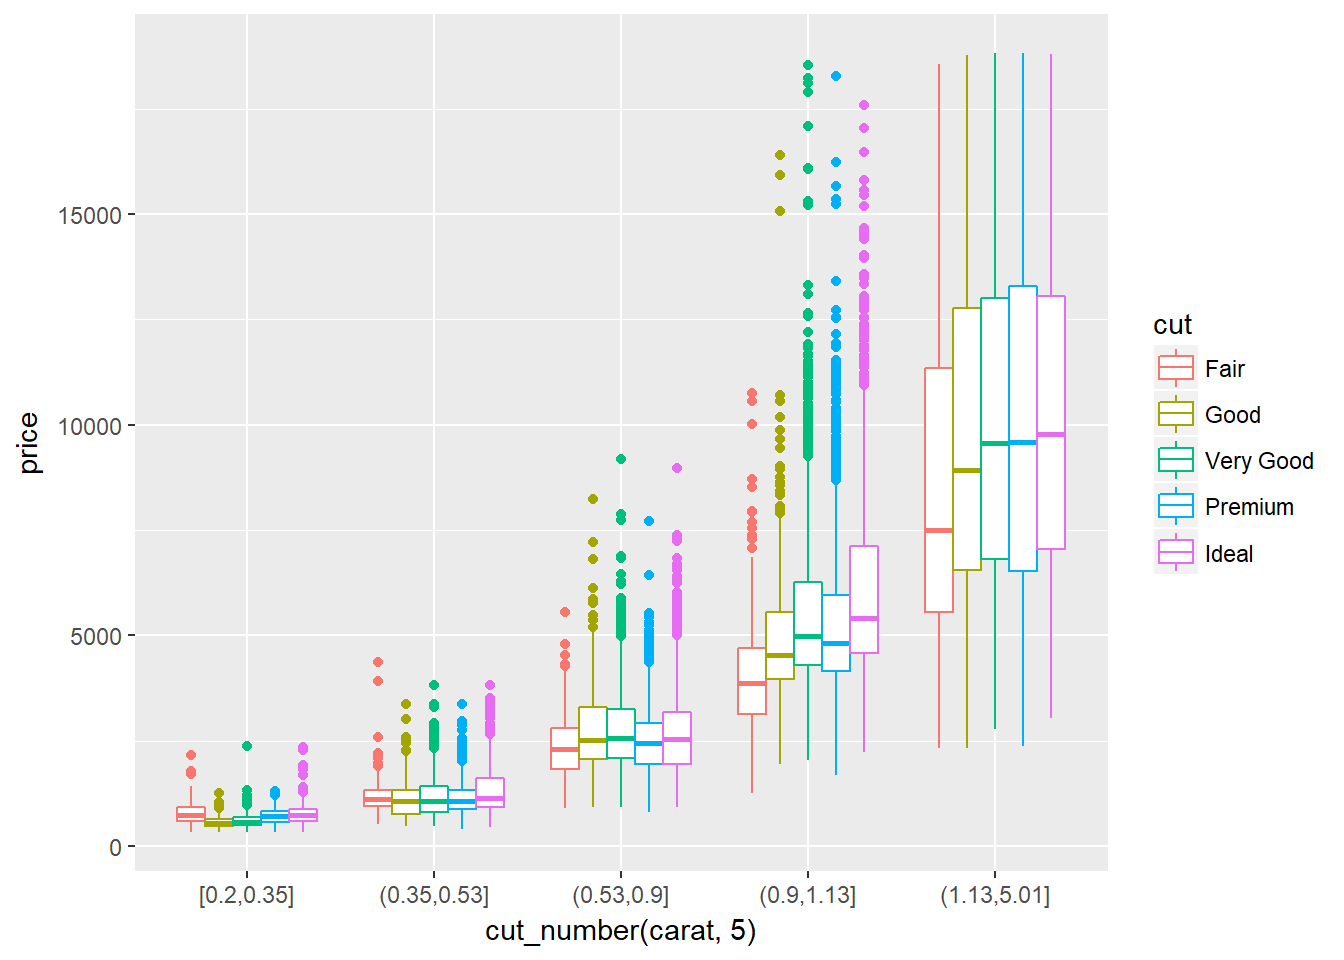 price
15000
10000
5000
0
[0.2,0.35]
(0.35,0.53]
(0.53,0.9]
(0.9,1.13]
(1.13,5.01]
cut_number(carat, 5)
cut
Fair
Good
Very Good
Premium
Ideal